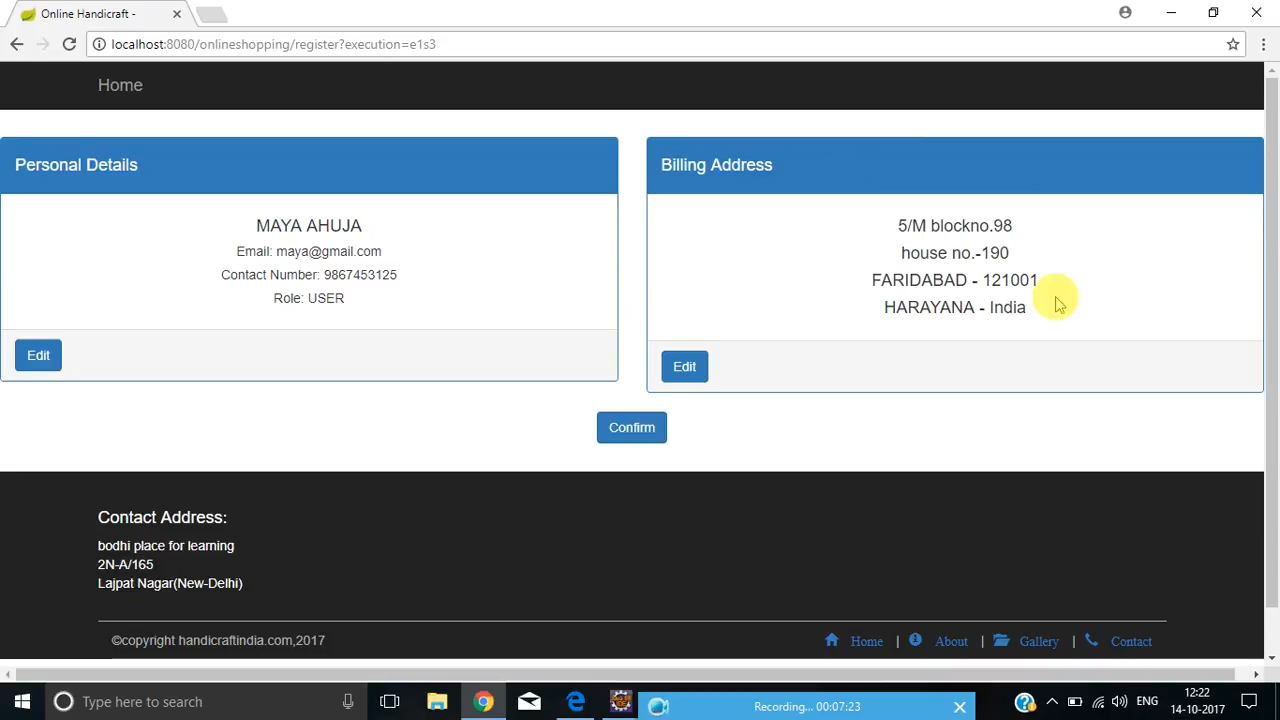 Online Handicraft -
localhost:8080/onlineshopping/register?execution=e1s3
Home
Personal Details
MAYA AHUJA
Email: maya@gmail.com
Contact Number: 9867453125
Role: USER
Edit
Billing Address
5/M blockno.98
house no.-190
FARIDABAD - 121001
HARAYANA - India
Edit
Confirm
Contact Address:
bodhi place for learning
2N-A/165
Lajpat Nagar(New-Delhi)
©copyright handicraftindia.com,2017
Home | About | Gallery | Contact
Type here to search
Recording... 00:07:23
ENG
12:22
14-10-2017